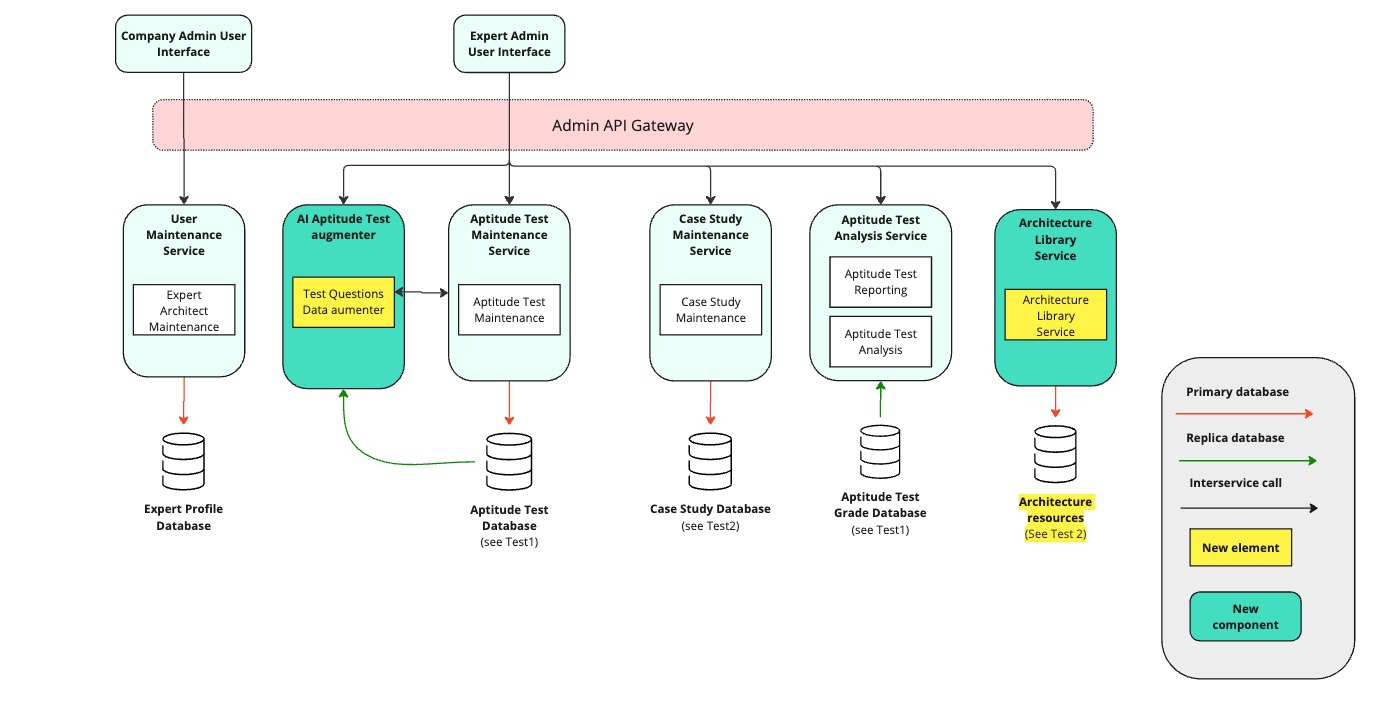 Company Admin User
Interface
Expert Admin
User Interface
Admin API Gateway
User
Maintenance
Service
Expert
Architect
Maintenance
AI Aptitude Test
augmenter
Test Questions
Data aumenter
Aptitude Test
Maintenance
Service
Aptitude Test
Maintenance
Case Study
Maintenance
Service
Case Study
Maintenance
Aptitude Test
Analysis Service
Aptitude Test
Reporting
Aptitude Test
Analysis
Architecture
Library
Service
Architecture
Library
Service
Expert Profile
Database
Aptitude Test
Database
(see Test1)
Case Study Database
(see Test2)
Aptitude Test
Grade Database
(see Test1)
Architecture
resources
(See Test 2)
Primary database
Replica database
Interservice call
New element
New
component